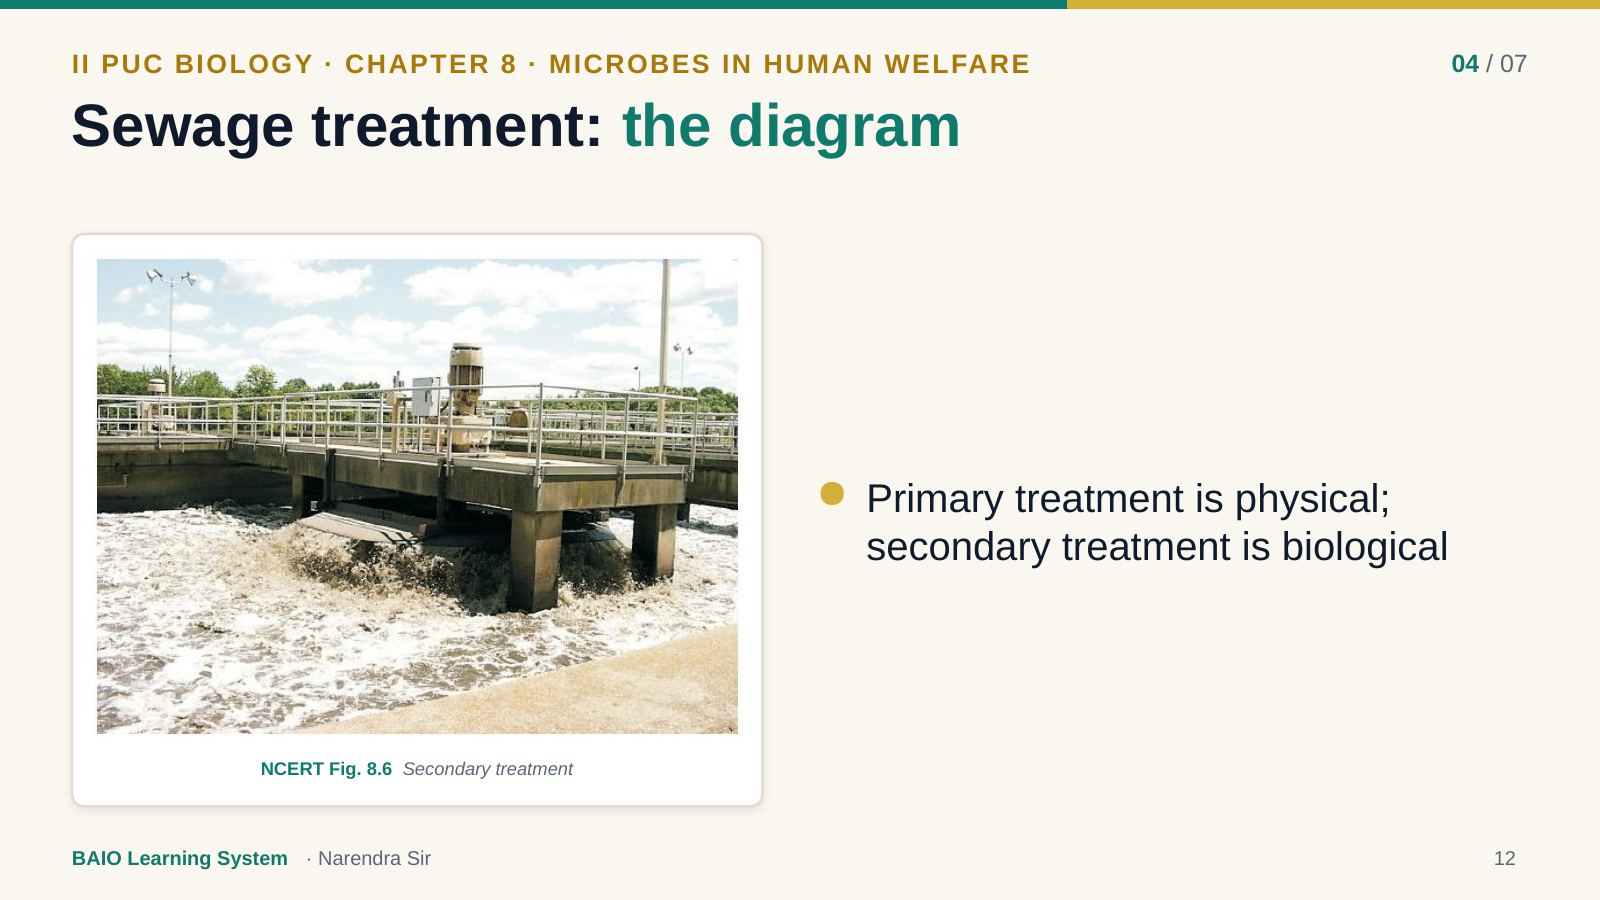 II PUC BIOLOGY · CHAPTER 8 · MICROBES IN HUMAN WELFARE
04 / 07
Sewage treatment: the diagram
Primary treatment is physical;
secondary treatment is biological
NCERT Fig. 8.6 Secondary treatment
BAIO Learning System · Narendra Sir
12